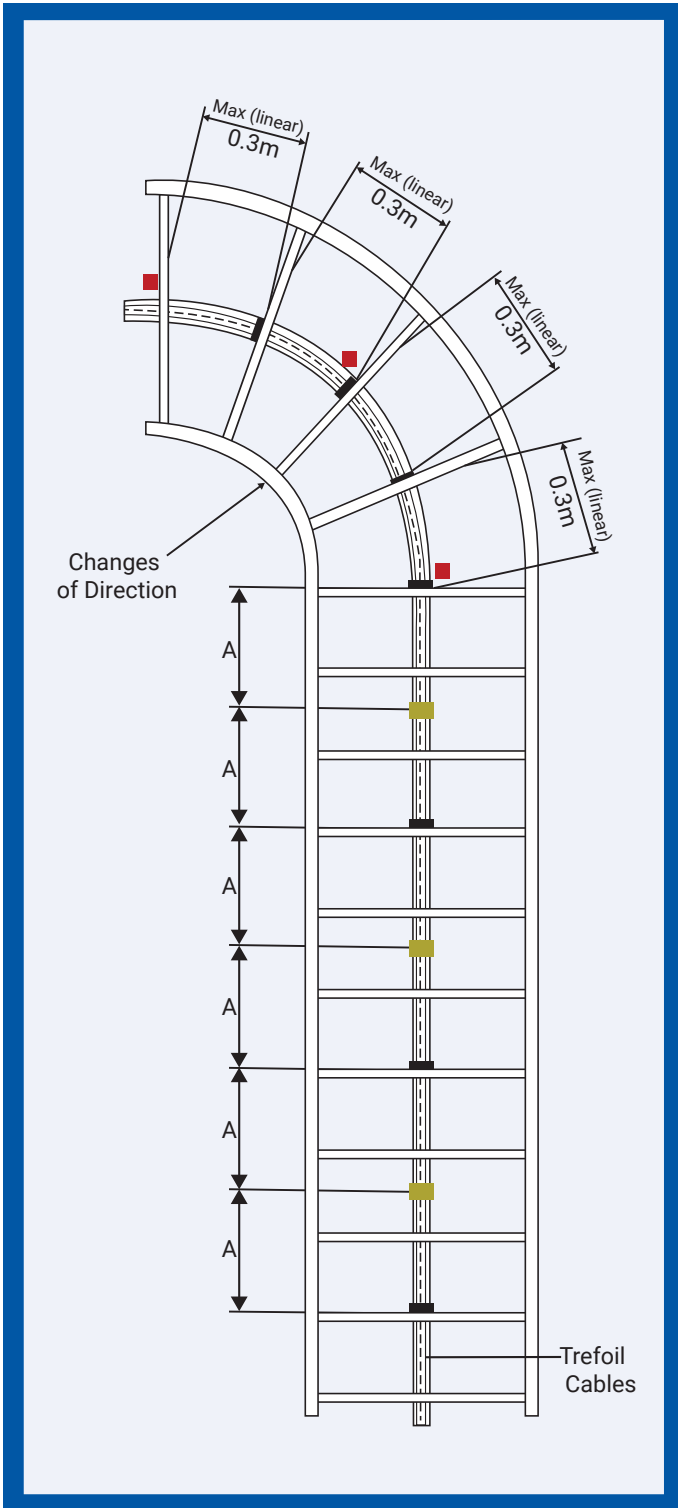 Max (linear)
0.3m
Max (linear)
0.3m
Max (linear)
0.3m
Max (linear)
0.3m
Changes
of Direction
A
A
A
A
A
A
Trefoil
Cables